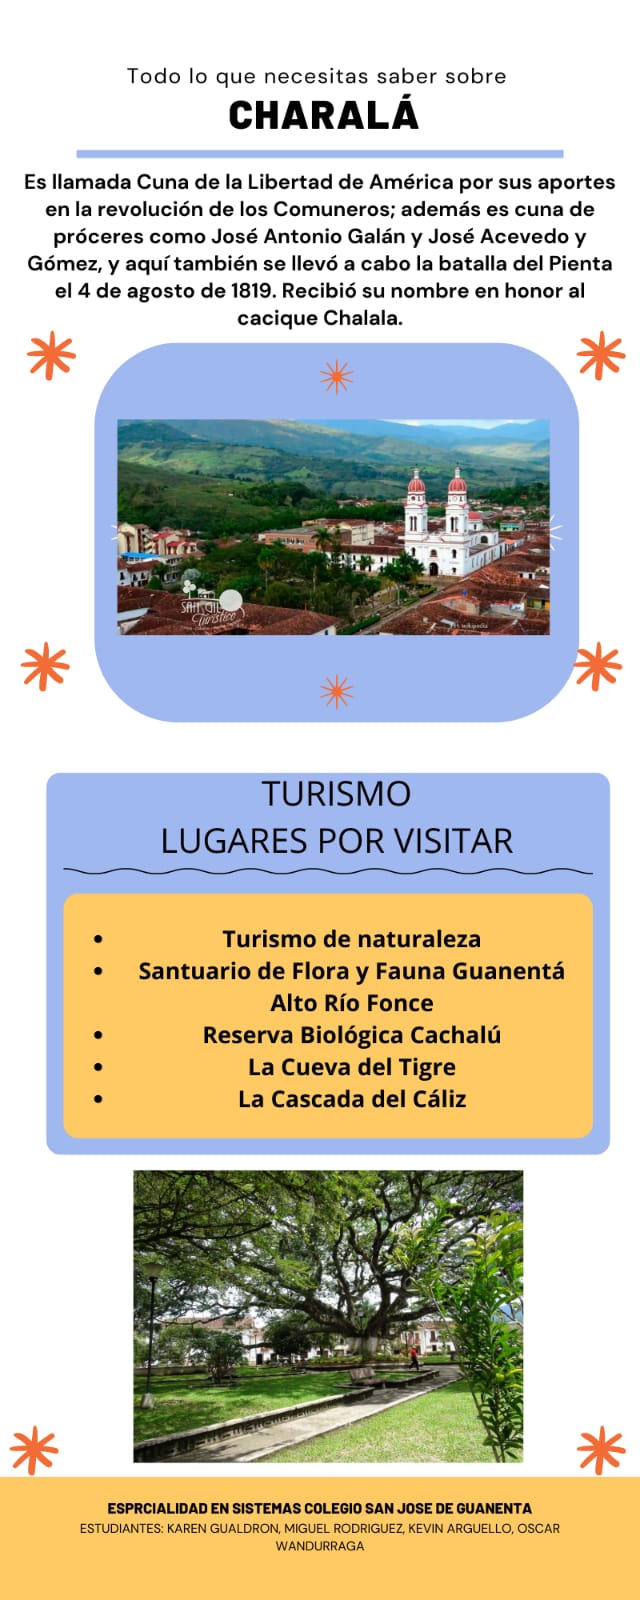 Todo lo que necesitas saber sobre
CHARALÁ
Es llamada Cuna de la Libertad de América por sus aportes
en la revolución de los Comuneros; además es cuna de
próceres como José Antonio Galán y José Acevedo y
Gómez, y aquí también se llevó a cabo la batalla del Pienta
el 4 de agosto de 1819. Recibió su nombre en honor al
cacique Chalala.
SAN GIL
Turístico
wikipedia
TURISMO
LUGARES POR VISITAR
• Turismo de naturaleza
• Santuario de Flora y Fauna Guanentá
Alto Río Fonce
• Reserva Biológica Cachalú
• La Cueva del Tigre
• La Cascada del Cáliz
ESPRCIALIDAD EN SISTEMAS COLEGIO SAN JOSE DE GUANENTA
ESTUDIANTES: KAREN GUALDRON, MIGUEL RODRIGUEZ, KEVIN ARGUELLO, OSCAR
WANDURRAGA